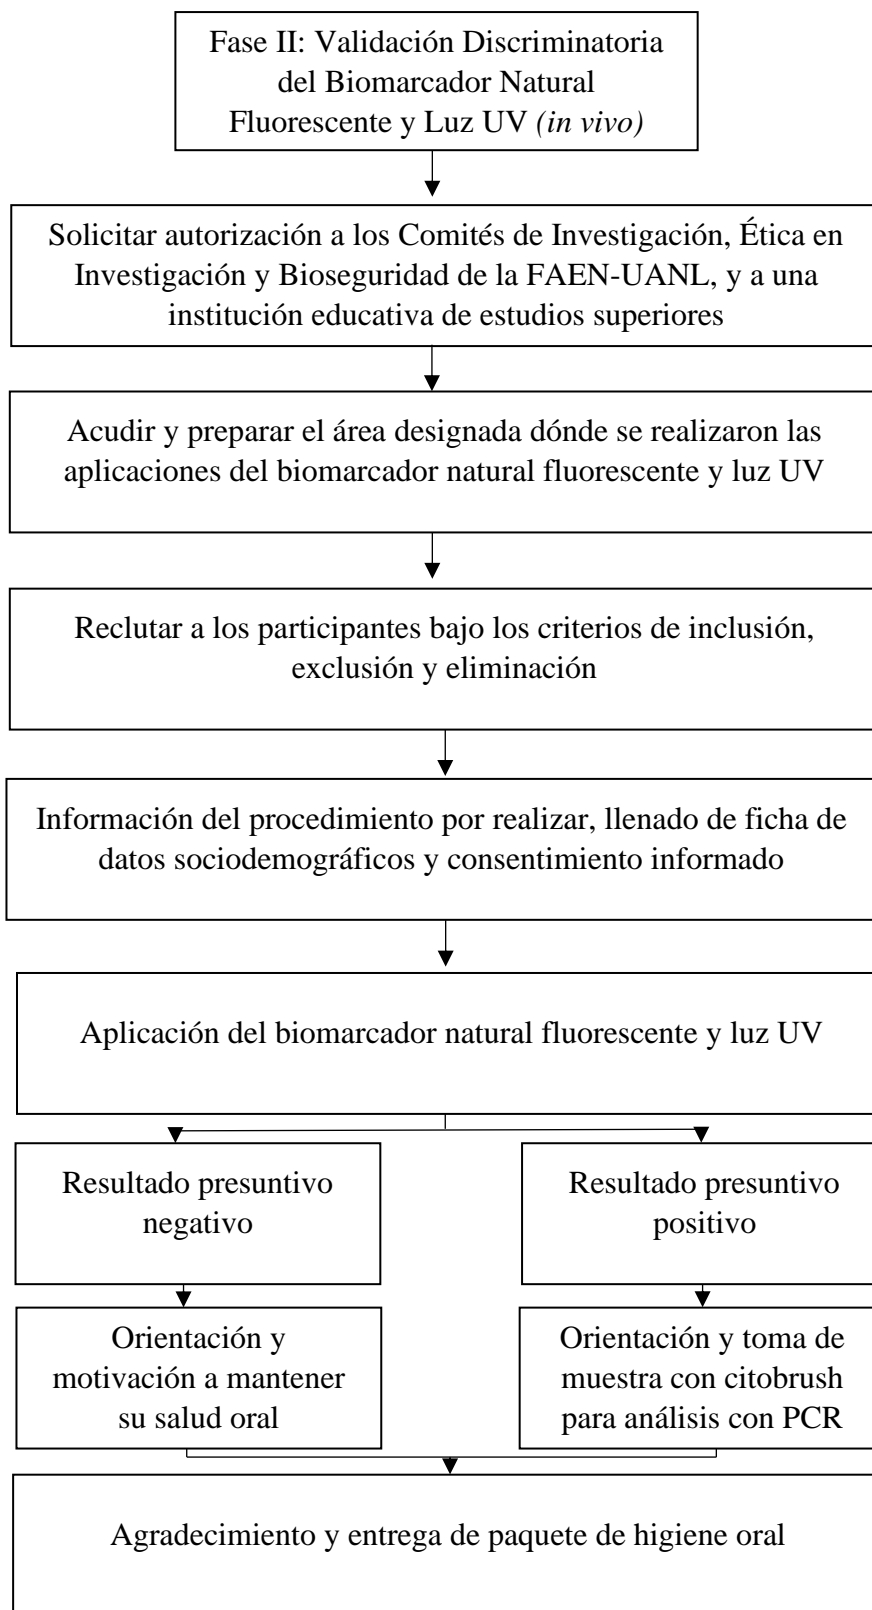 Fase II: Validación Discriminatoria
del Biomarcador Natural
Fluorescente y Luz UV (in vivo)
Solicitar autorización a los Comités de Investigación, Ética en
Investigación y Bioseguridad de la FAEN-UANL, y a una
institución educativa de estudios superiores
Acudir y preparar el área designada dónde se realizaron las
aplicaciones del biomarcador natural fluorescente y luz UV
Reclutar a los participantes bajo los criterios de inclusión,
exclusión y eliminación
Información del procedimiento por realizar, llenado de ficha de
datos sociodemográficos y consentimiento informado
Aplicación del biomarcador natural fluorescente y luz UV
Resultado presuntivo
negativo
Resultado presuntivo
positivo
Orientación y
motivación a mantener
su salud oral
Orientación y toma de
muestra con citobrush
para análisis con PCR
Agradecimiento y entrega de paquete de higiene oral